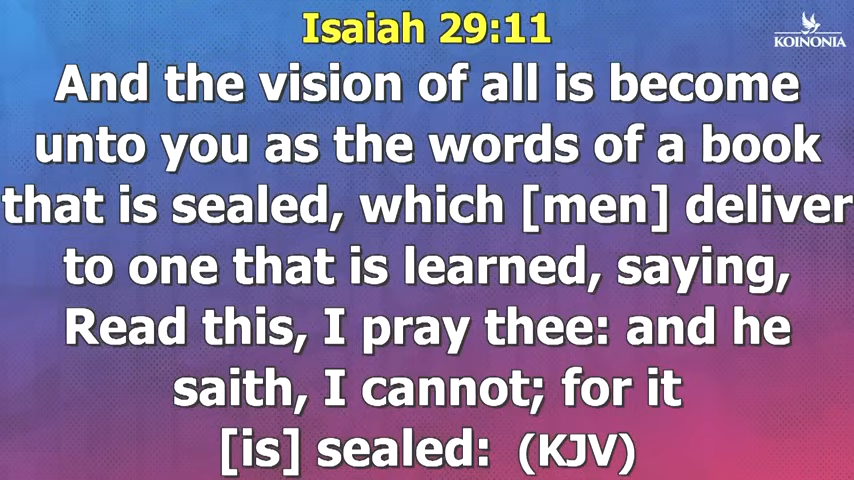 Isaiah 29:11
KOINONIA
And the vision of all is become
unto you as the words of a book
that is sealed, which [men] deliver
to one that is learned, saying,
Read this, I pray thee: and he
saith, I cannot; for it
[is] sealed: (KJV)